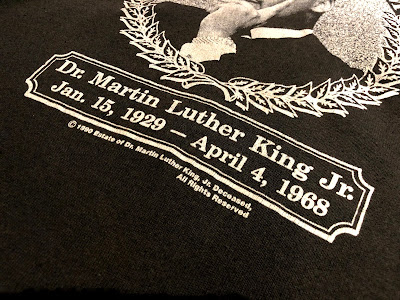 Dr. Martin Luther King Jr.
Jan. 15, 1929 – April 4, 1968
© 1990 Estate of Dr. Martin Luther King, Jr. Deceased,
All Rights Reserved